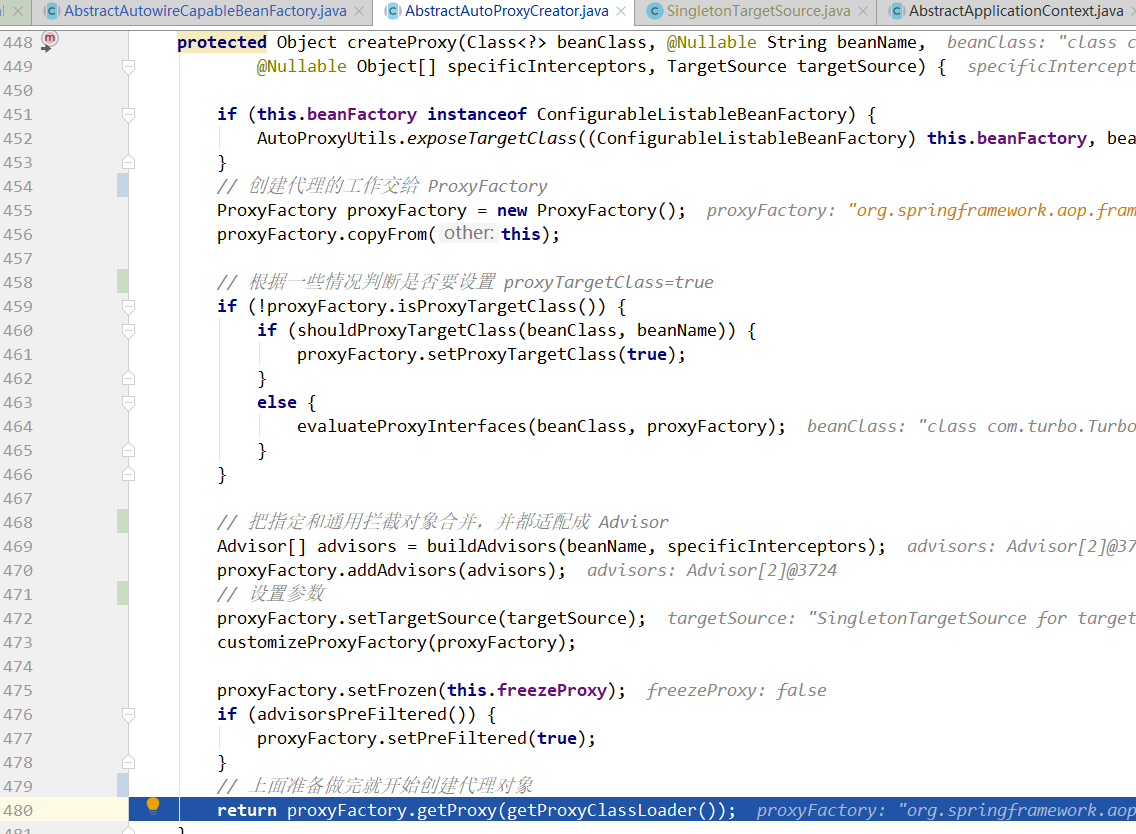 AbstractAutowireCapableBeanFactory.java × AbstractAutoProxyCreator.java × SingletonTargetSource.java × AbstractApplicationContext.java
448 protected Object createProxy(Class<?> beanClass, @Nullable String beanName, beanClass: "class c
449 @Nullable Object[] specificInterceptors, TargetSource targetSource) { specificIntercept
450
451 if (this.beanFactory instanceof ConfigurableListableBeanFactory) {
452 AutoProxyUtils.exposeTargetClass((ConfigurableListableBeanFactory) this.beanFactory, bea
453 }
454 // 创建代理的工作交给 ProxyFactory
455 ProxyFactory proxyFactory = new ProxyFactory(); proxyFactory: "org.springframework.aop.fram
456 proxyFactory.copyFrom( other: this);
457
458 // 根据一些情况判断是否要设置 proxyTargetClass=true
459 if (!proxyFactory.isProxyTargetClass()) {
460 if (shouldProxyTargetClass(beanClass, beanName)) {
461 proxyFactory.setProxyTargetClass(true);
462 }
463 else {
464 evaluateProxyInterfaces(beanClass, proxyFactory); beanClass: "class com.turbo.Turbo
465 }
466 }
467
468 // 把指定和通用拦截对象合并，并都适配成 Advisor
469 Advisor[] advisors = buildAdvisors(beanName, specificInterceptors); advisors: Advisor[2]@37
470 proxyFactory.addAdvisors(advisors); advisors: Advisor[2]@3724
471 // 设置参数
472 proxyFactory.setTargetSource(targetSource); targetSource: "SingletonTargetSource for target
473 customizeProxyFactory(proxyFactory);
474
475 proxyFactory.setFrozen(this.freezeProxy); freezeProxy: false
476 if (advisorsPreFiltered()) {
477 proxyFactory.setPreFiltered(true);
478 }
479 // 上面准备做完就开始创建代理对象
480 return proxyFactory.getProxy(getProxyClassLoader()); proxyFactory: "org.springframework.aop
481 }